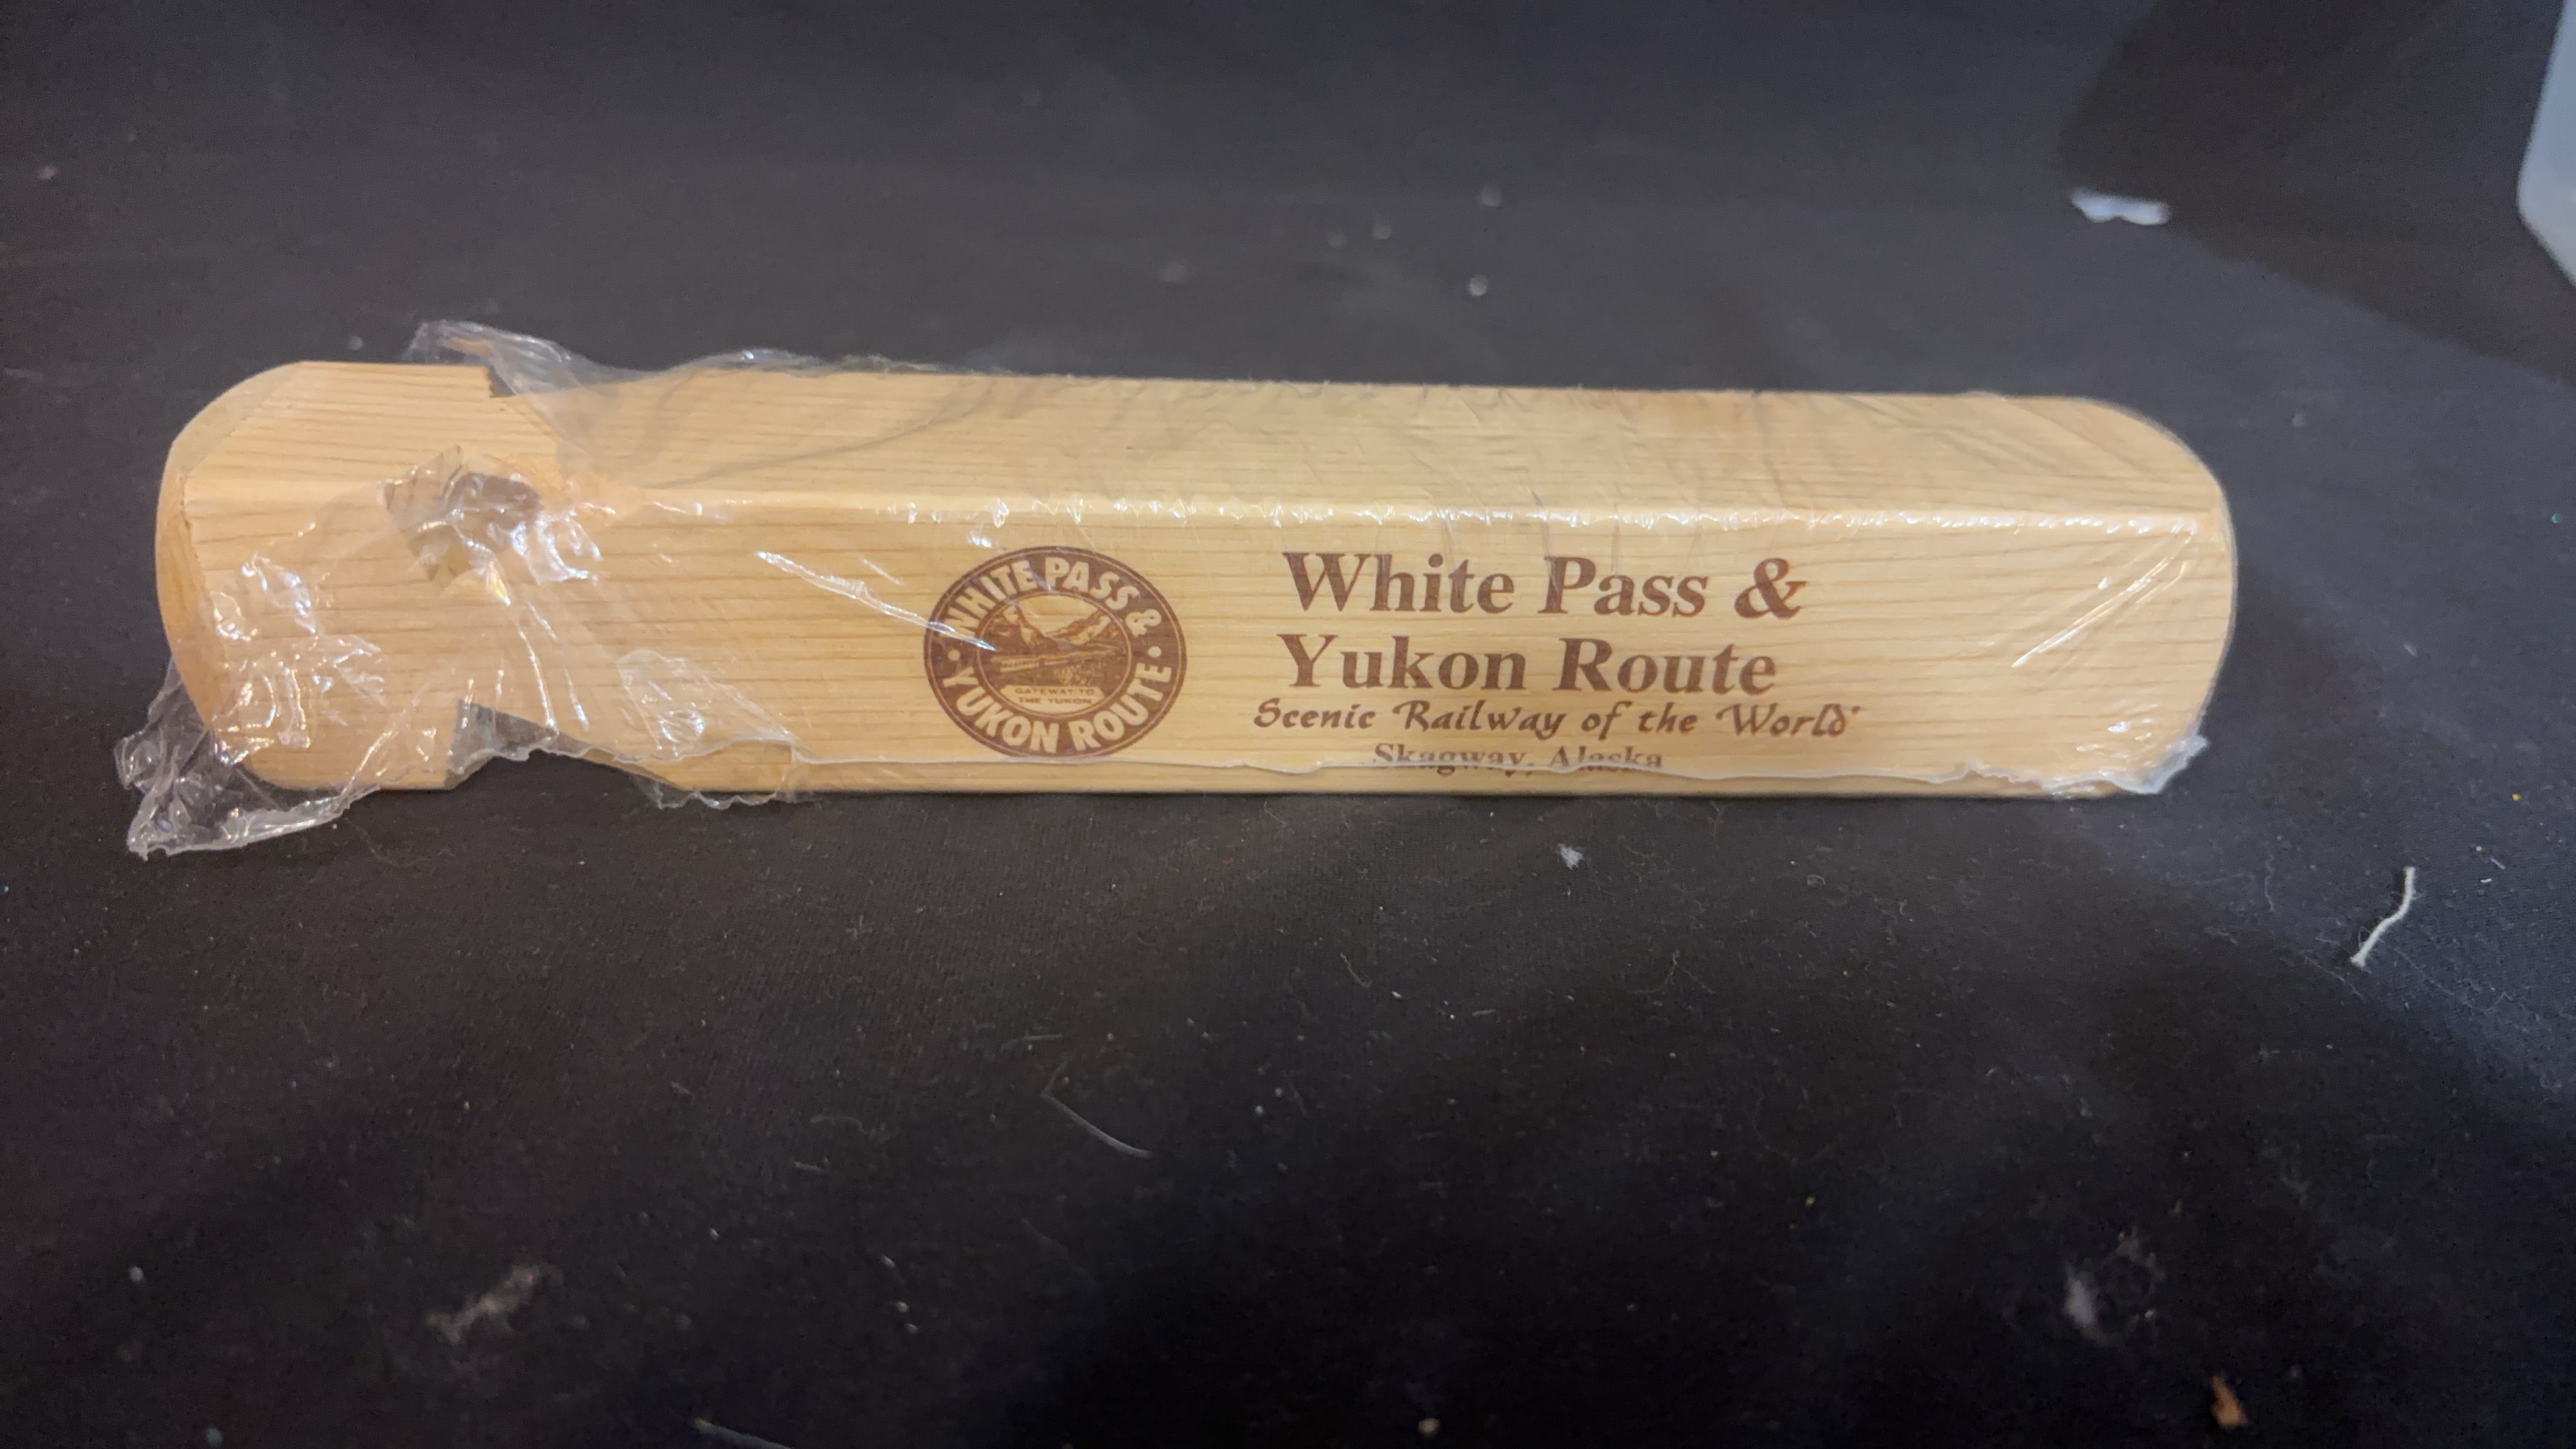 WHITE PASS &
GATEWAY TO
THE YUKON
· YUKON ROUTE ·
White Pass &
Yukon Route
Scenic Railway of the World
Skagway, Alaska